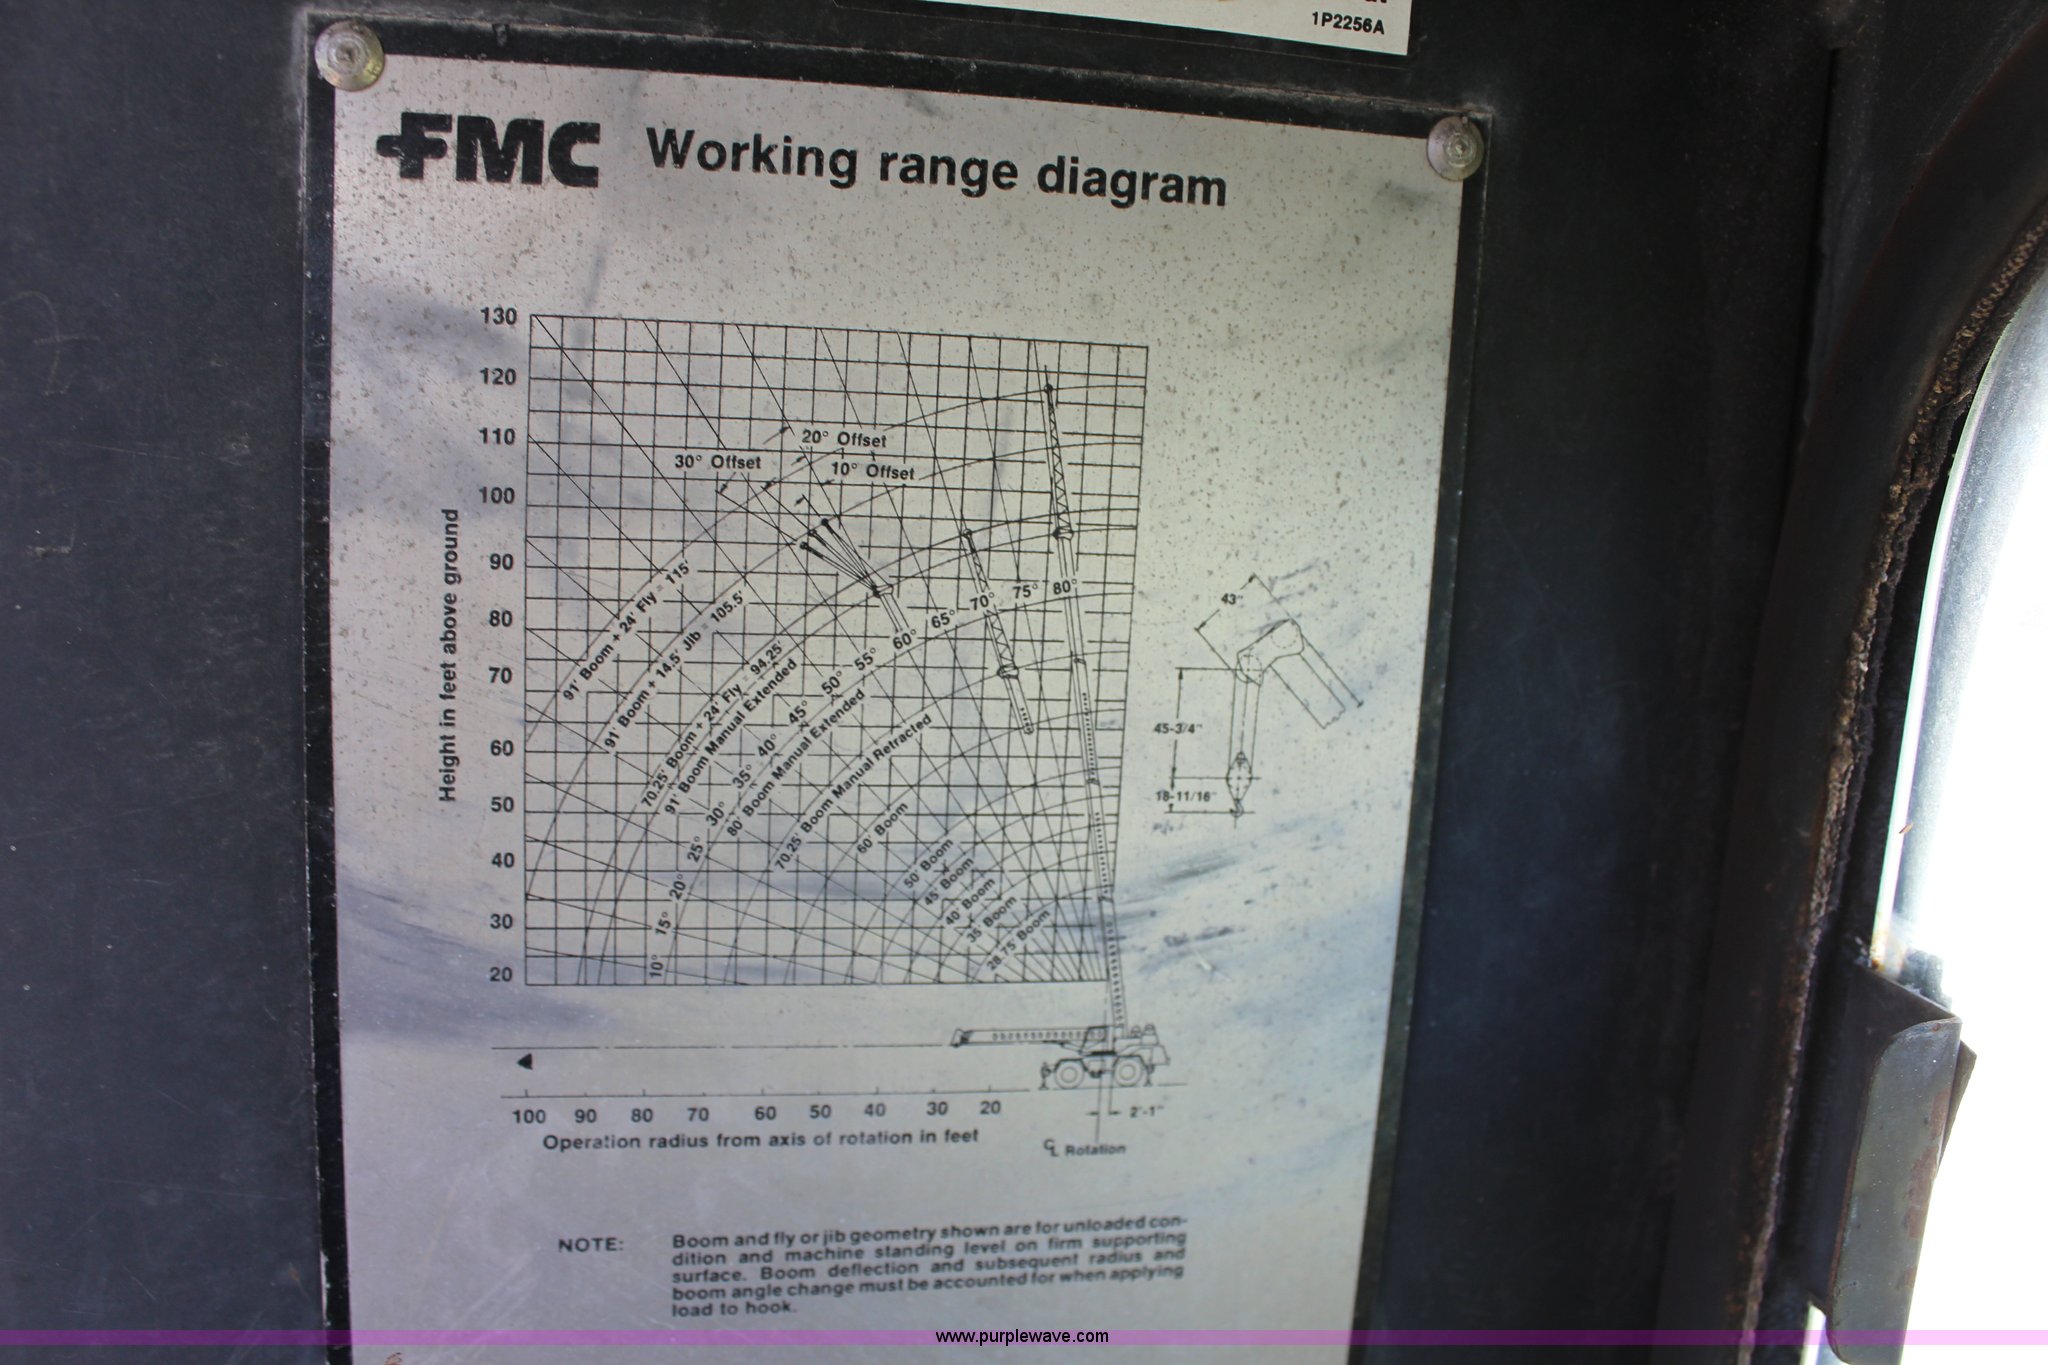 1P2256A
FMC Working range diagram
130
120
110
100
90
80
70
60
50
40
30
20
Height in feet above ground
20° Offset
30° Offset
10° Offset
91' Boom + 24' Fly = 115'
91' Boom + 14.5' Jib = 105.5'
70.25' Boom + 24' Fly = 94.25'
91' Boom Manual Extended
80' Boom Manual Extended
70.25' Boom Manual Retracted
60' Boom
50' Boom
45' Boom
40' Boom
35' Boom
28.75' Boom
80°
75°
70°
65°
60°
55°
50°
45°
40°
35°
30°
25°
20°
15°
10°
43"
45-3/4"
18-11/16"
100 90 80 70 60 50 40 30 20
2'-1"
Operation radius from axis of rotation in feet
℄ Rotation
NOTE: Boom and fly or jib geometry shown are for unloaded con-
dition and machine standing level on firm supporting
surface. Boom deflection and subsequent radius and
boom angle change must be accounted for when applying
load to hook.
www.purplewave.com